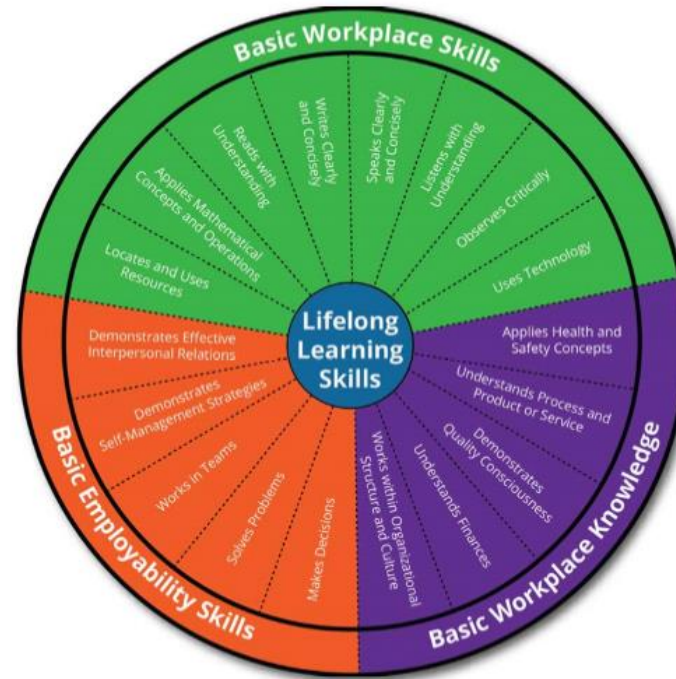 Basic Workplace Skills
Locates and Uses
Resources
Applies Mathematical
Concepts and Operations
Reads with
Understanding
Writes Clearly
and Concisely
Speaks Clearly
and Concisely
Listens with
Understanding
Observes Critically
Uses Technology
Lifelong
Learning
Skills
Basic Workplace Knowledge
Applies Health and
Safety Concepts
Understands Process and
Product or Service
Demonstrates
Quality Consciousness
Understands Finances
Works within Organizational
Structure and Culture
Basic Employability Skills
Demonstrates Effective
Interpersonal Relations
Demonstrates
Self-Management Strategies
Works in Teams
Solves Problems
Makes Decisions